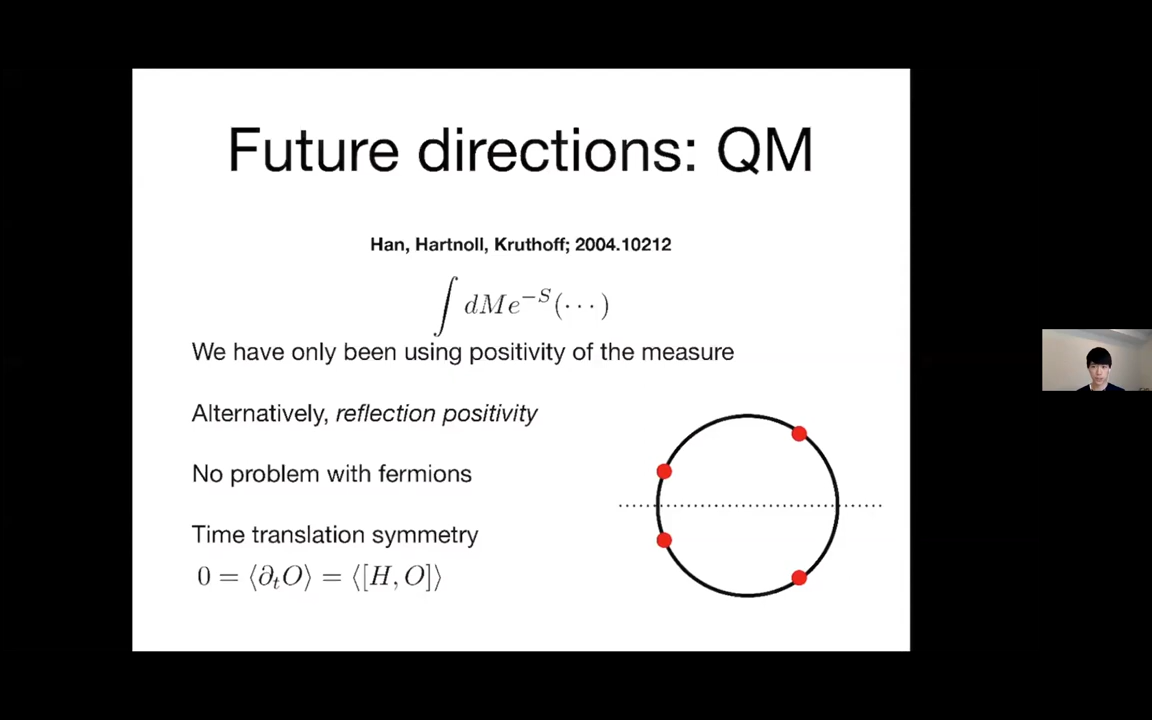 Future directions: QM
Han, Hartnoll, Kruthoff; 2004.10212
∫ dMe^{−S}(···)
We have only been using positivity of the measure
Alternatively, reflection positivity
No problem with fermions
Time translation symmetry
0 = ⟨∂_t O⟩ = ⟨[H, O]⟩